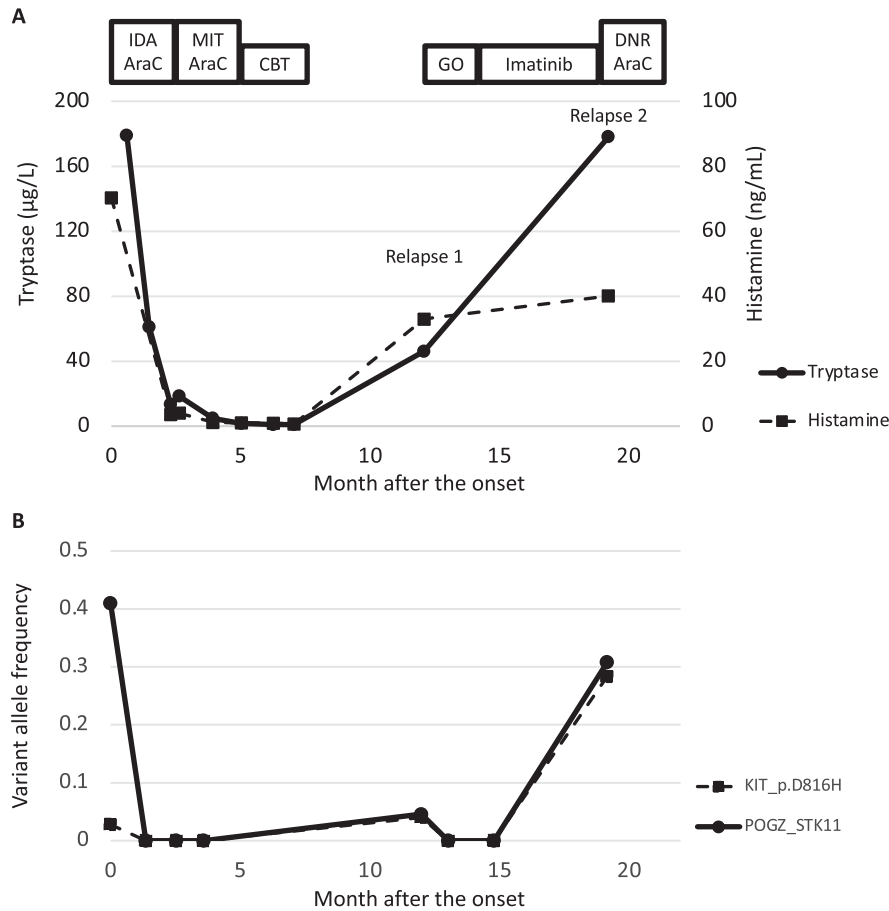 A
IDA
AraC
MIT
AraC
CBT
GO
Imatinib
DNR
AraC
200
160
120
80
40
0
Tryptase (µg/L)
100
80
60
40
20
0
Histamine (ng/mL)
Relapse 1
Relapse 2
Tryptase
Histamine
0 5 10 15 20
Month after the onset
B
0.5
0.4
0.3
0.2
0.1
0
Variant allele frequency
KIT_p.D816H
POGZ_STK11
0 5 10 15 20
Month after the onset